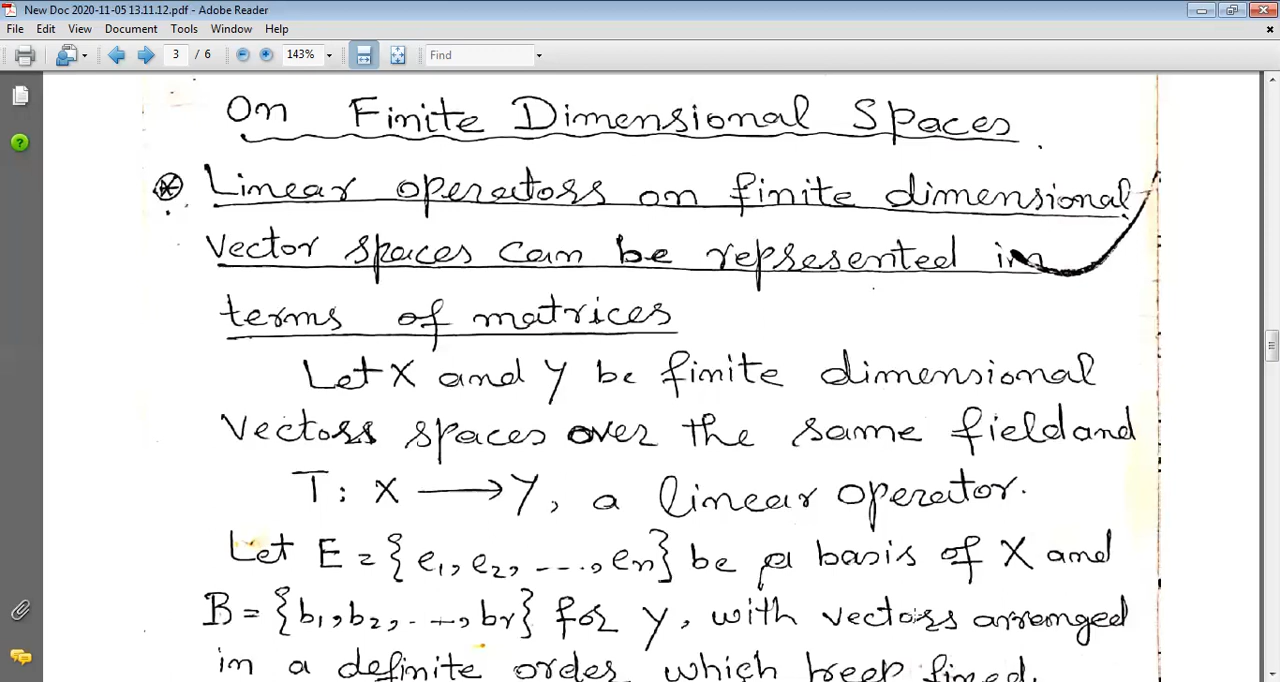 New Doc 2020-11-05 13.11.12.pdf - Adobe Reader
File Edit View Document Tools Window Help
3 / 6 143% Find
On Finite Dimensional Spaces
Linear operators on finite dimensional
vector spaces can be represented in
terms of matrices
Let X and Y be finite dimensional
Vectors spaces over the same field and
T: X ⟶ Y, a linear operator.
Let E = {e1, e2, ----, en} be a basis of X and
B = {b1, b2, ---, br} for Y, with vectors arranged
in a definite order which keep fixed.